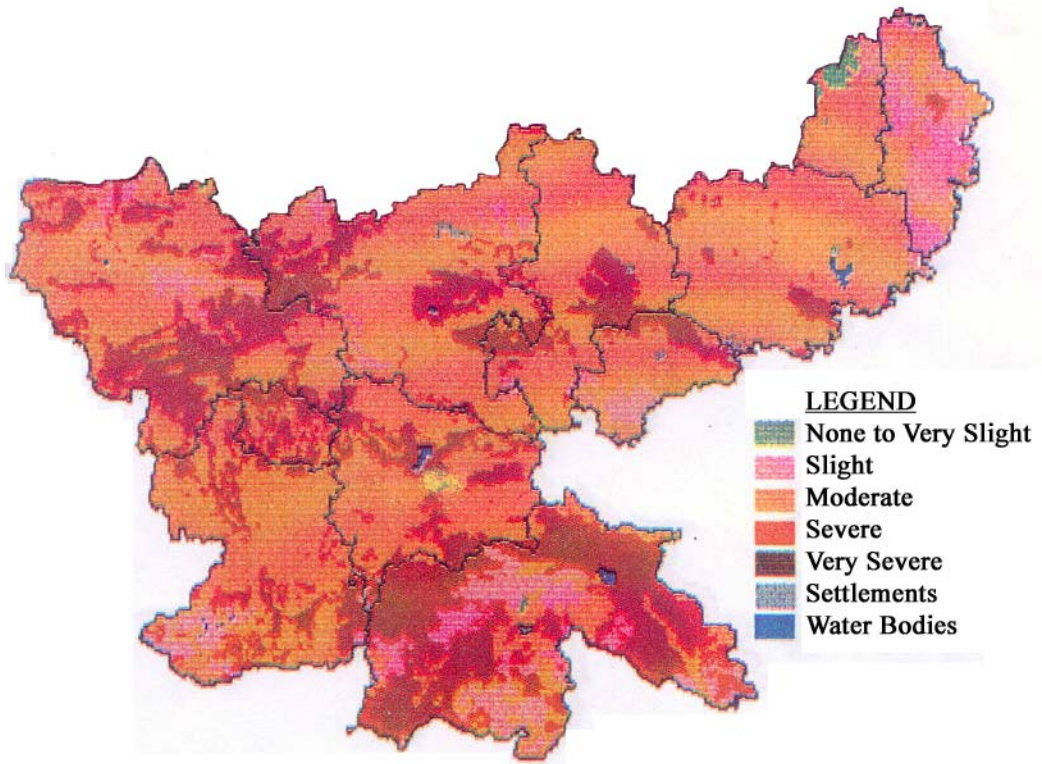 LEGEND
None to Very Slight
Slight
Moderate
Severe
Very Severe
Settlements
Water Bodies